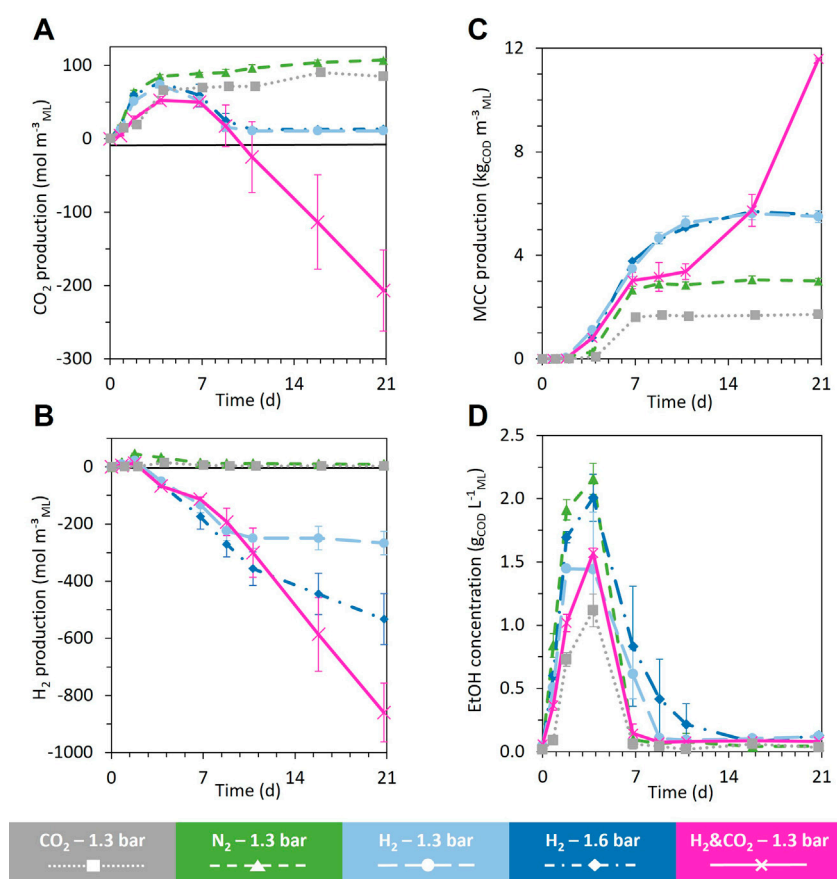 A
CO₂ production (mol m⁻³ML)
100
0
-100
-200
-300
0 7 14 21
Time (d)
C
MCC production (kgCOD m⁻³ML)
12
9
6
3
0
0 7 14 21
Time (d)
B
H₂ production (mol m⁻³ML)
0
-200
-400
-600
-800
-1000
0 7 14 21
Time (d)
D
EtOH concentration (gCOD L⁻¹ML)
2.5
2.0
1.5
1.0
0.5
0.0
0 7 14 21
Time (d)
CO₂ – 1.3 bar
N₂ – 1.3 bar
H₂ – 1.3 bar
H₂ – 1.6 bar
H₂&CO₂ – 1.3 bar